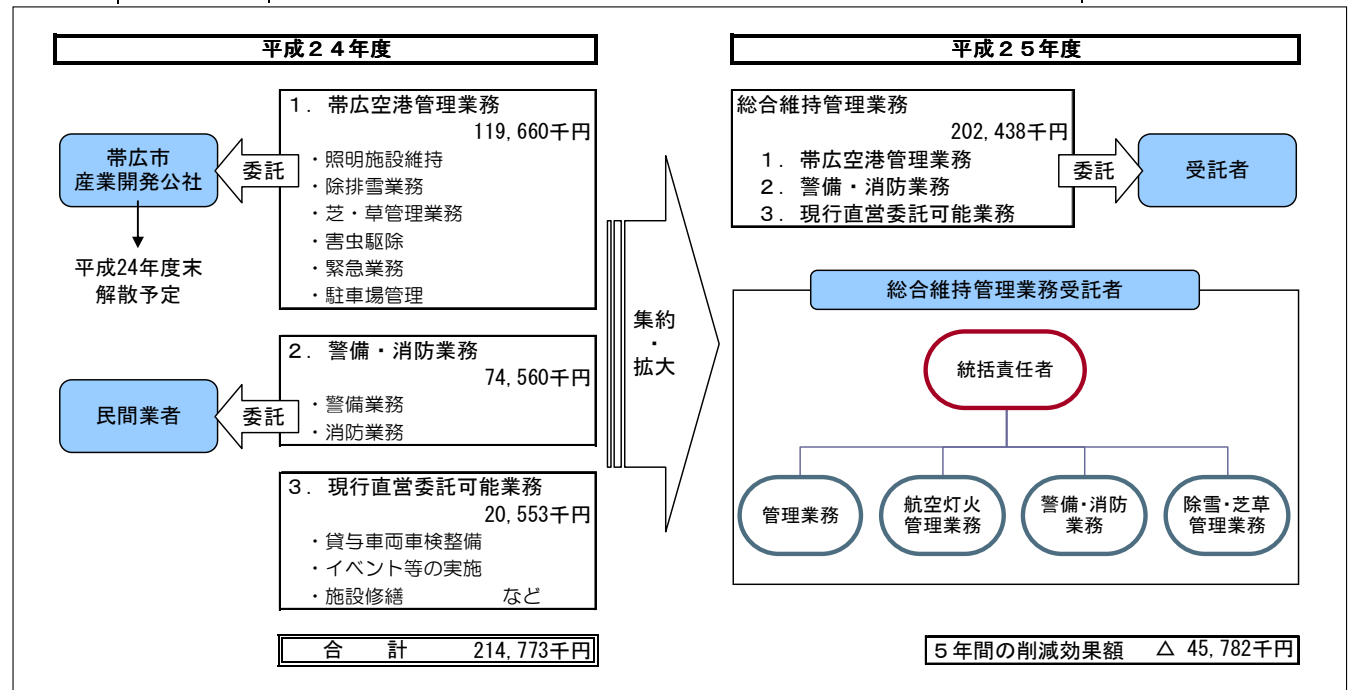 平成２４年度
１．帯広空港管理業務
119,660千円
・照明施設維持
・除排雪業務
・芝・草管理業務
・害虫駆除
・緊急業務
・駐車場管理
委託
帯広市
産業開発公社
平成24年度末
解散予定
２．警備・消防業務
74,560千円
・警備業務
・消防業務
委託
民間業者
３．現行直営委託可能業務
20,553千円
・貸与車両車検整備
・イベント等の実施
・施設修繕　　　など
合　計　214,773千円
集約
・
拡大
平成２５年度
総合維持管理業務
202,438千円
１．帯広空港管理業務
２．警備・消防業務
３．現行直営委託可能業務
委託
受託者
総合維持管理業務受託者
統括責任者
管理業務
航空灯火
管理業務
警備・消防
業務
除雪・芝草
管理業務
５年間の削減効果額　△ 45,782千円